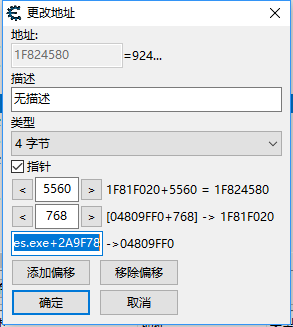 更改地址
地址:
1F824580 =924...
描述
无描述
类型
4 字节
指针
< 5560 > 1F81F020+5560 = 1F824580
< 768 > [04809FF0+768] -> 1F81F020
es.exe+2A9F78 ->04809FF0
添加偏移 移除偏移
确定 取消